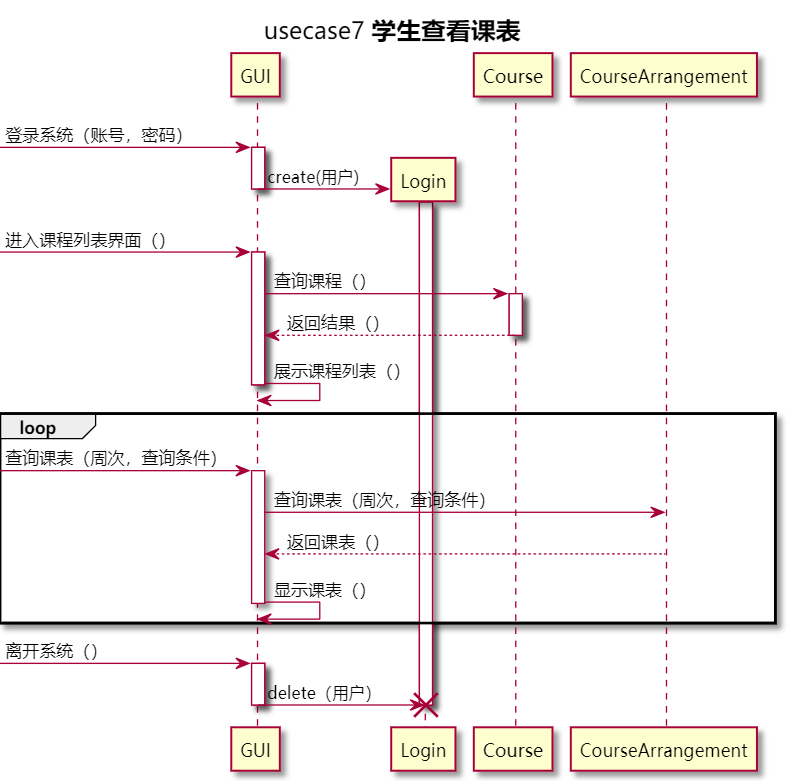 usecase7 学生查看课表
GUI
Course
CourseArrangement
登录系统（账号，密码）
create(用户)
Login
进入课程列表界面（）
查询课程（）
返回结果（）
展示课程列表（）
loop
查询课表（周次，查询条件）
查询课表（周次，查询条件）
返回课表（）
显示课表（）
离开系统（）
delete（用户）
GUI
Login
Course
CourseArrangement